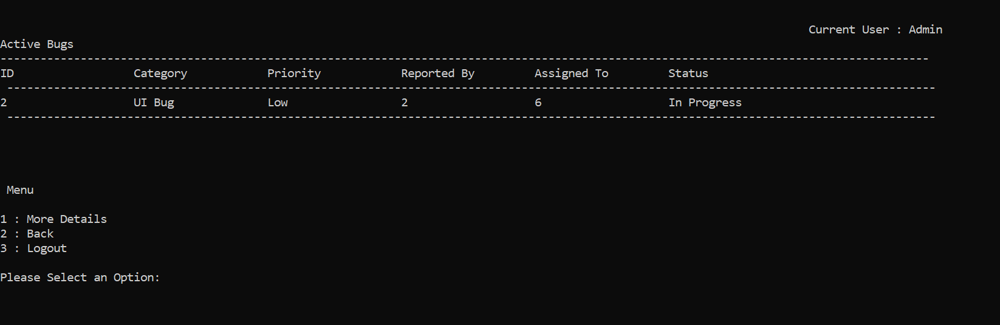 Current User : Admin
Active Bugs
-------------------------------------------------------------------------------------------------------------------------------------------
ID                  Category            Priority            Reported By         Assigned To         Status
 -------------------------------------------------------------------------------------------------------------------------------------------
2                   UI Bug              Low                 2                   6                   In Progress
 -------------------------------------------------------------------------------------------------------------------------------------------
 Menu
1 : More Details
2 : Back
3 : Logout
Please Select an Option: